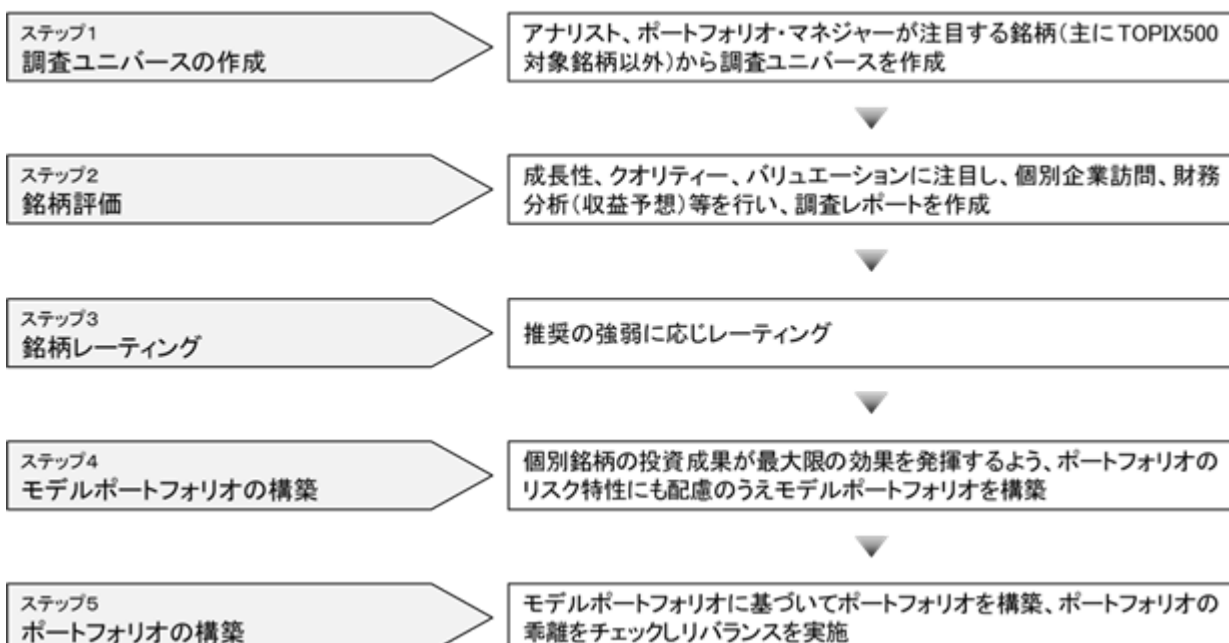 ステップ1
調査ユニバースの作成
アナリスト、ポートフォリオ・マネジャーが注目する銘柄(主にTOPIX500
対象銘柄以外)から調査ユニバースを作成
ステップ2
銘柄評価
成長性、クオリティー、バリュエーションに注目し、個別企業訪問、財務
分析(収益予想)等を行い、調査レポートを作成
ステップ3
銘柄レーティング
推奨の強弱に応じレーティング
ステップ4
モデルポートフォリオの構築
個別銘柄の投資成果が最大限の効果を発揮するよう、ポートフォリオの
リスク特性にも配慮のうえモデルポートフォリオを構築
ステップ5
ポートフォリオの構築
モデルポートフォリオに基づいてポートフォリオを構築、ポートフォリオの
乖離をチェックしリバランスを実施